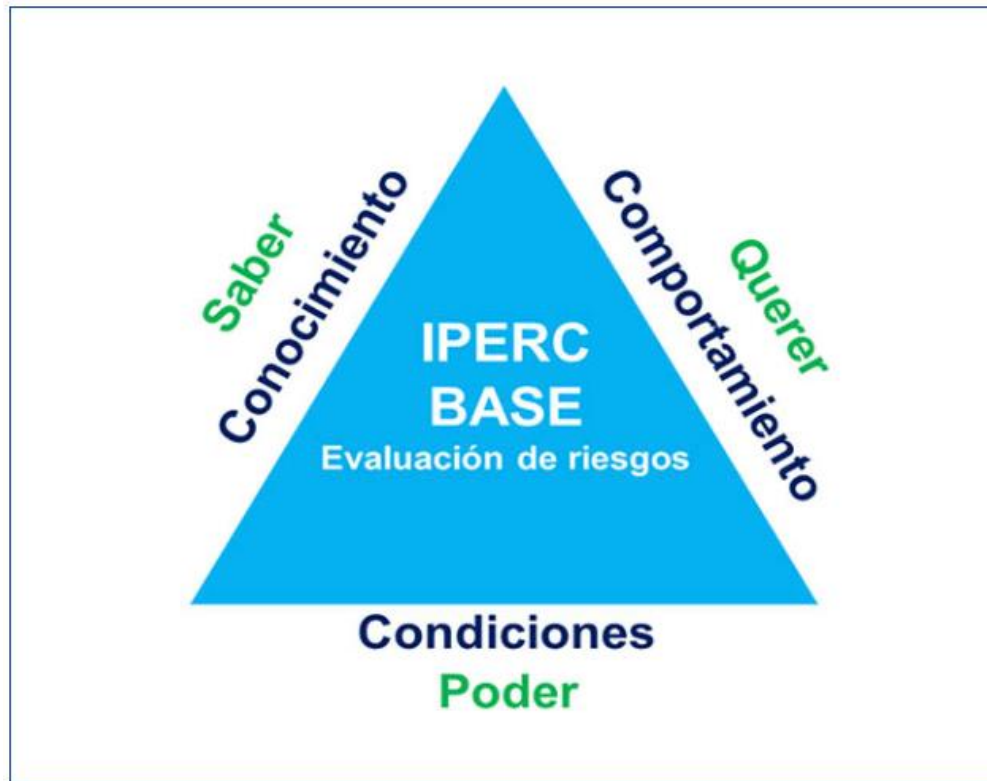 Saber
Conocimiento
Comportamiento
Querer
IPERC
BASE
Evaluación de riesgos
Condiciones
Poder